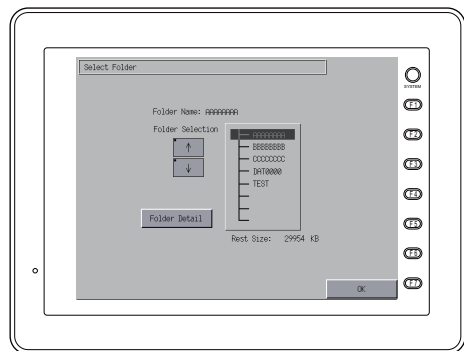 Select Folder
SYSTEM
F1
Folder Name: AAAAAAAA
Folder Selection
AAAAAAAA
F2
↑
BBBBBBBB
CCCCCCCC
F3
↓
DAT0000
TEST
F4
Folder Detail
F5
Rest Size: 29954 KB
F6
OK
F7